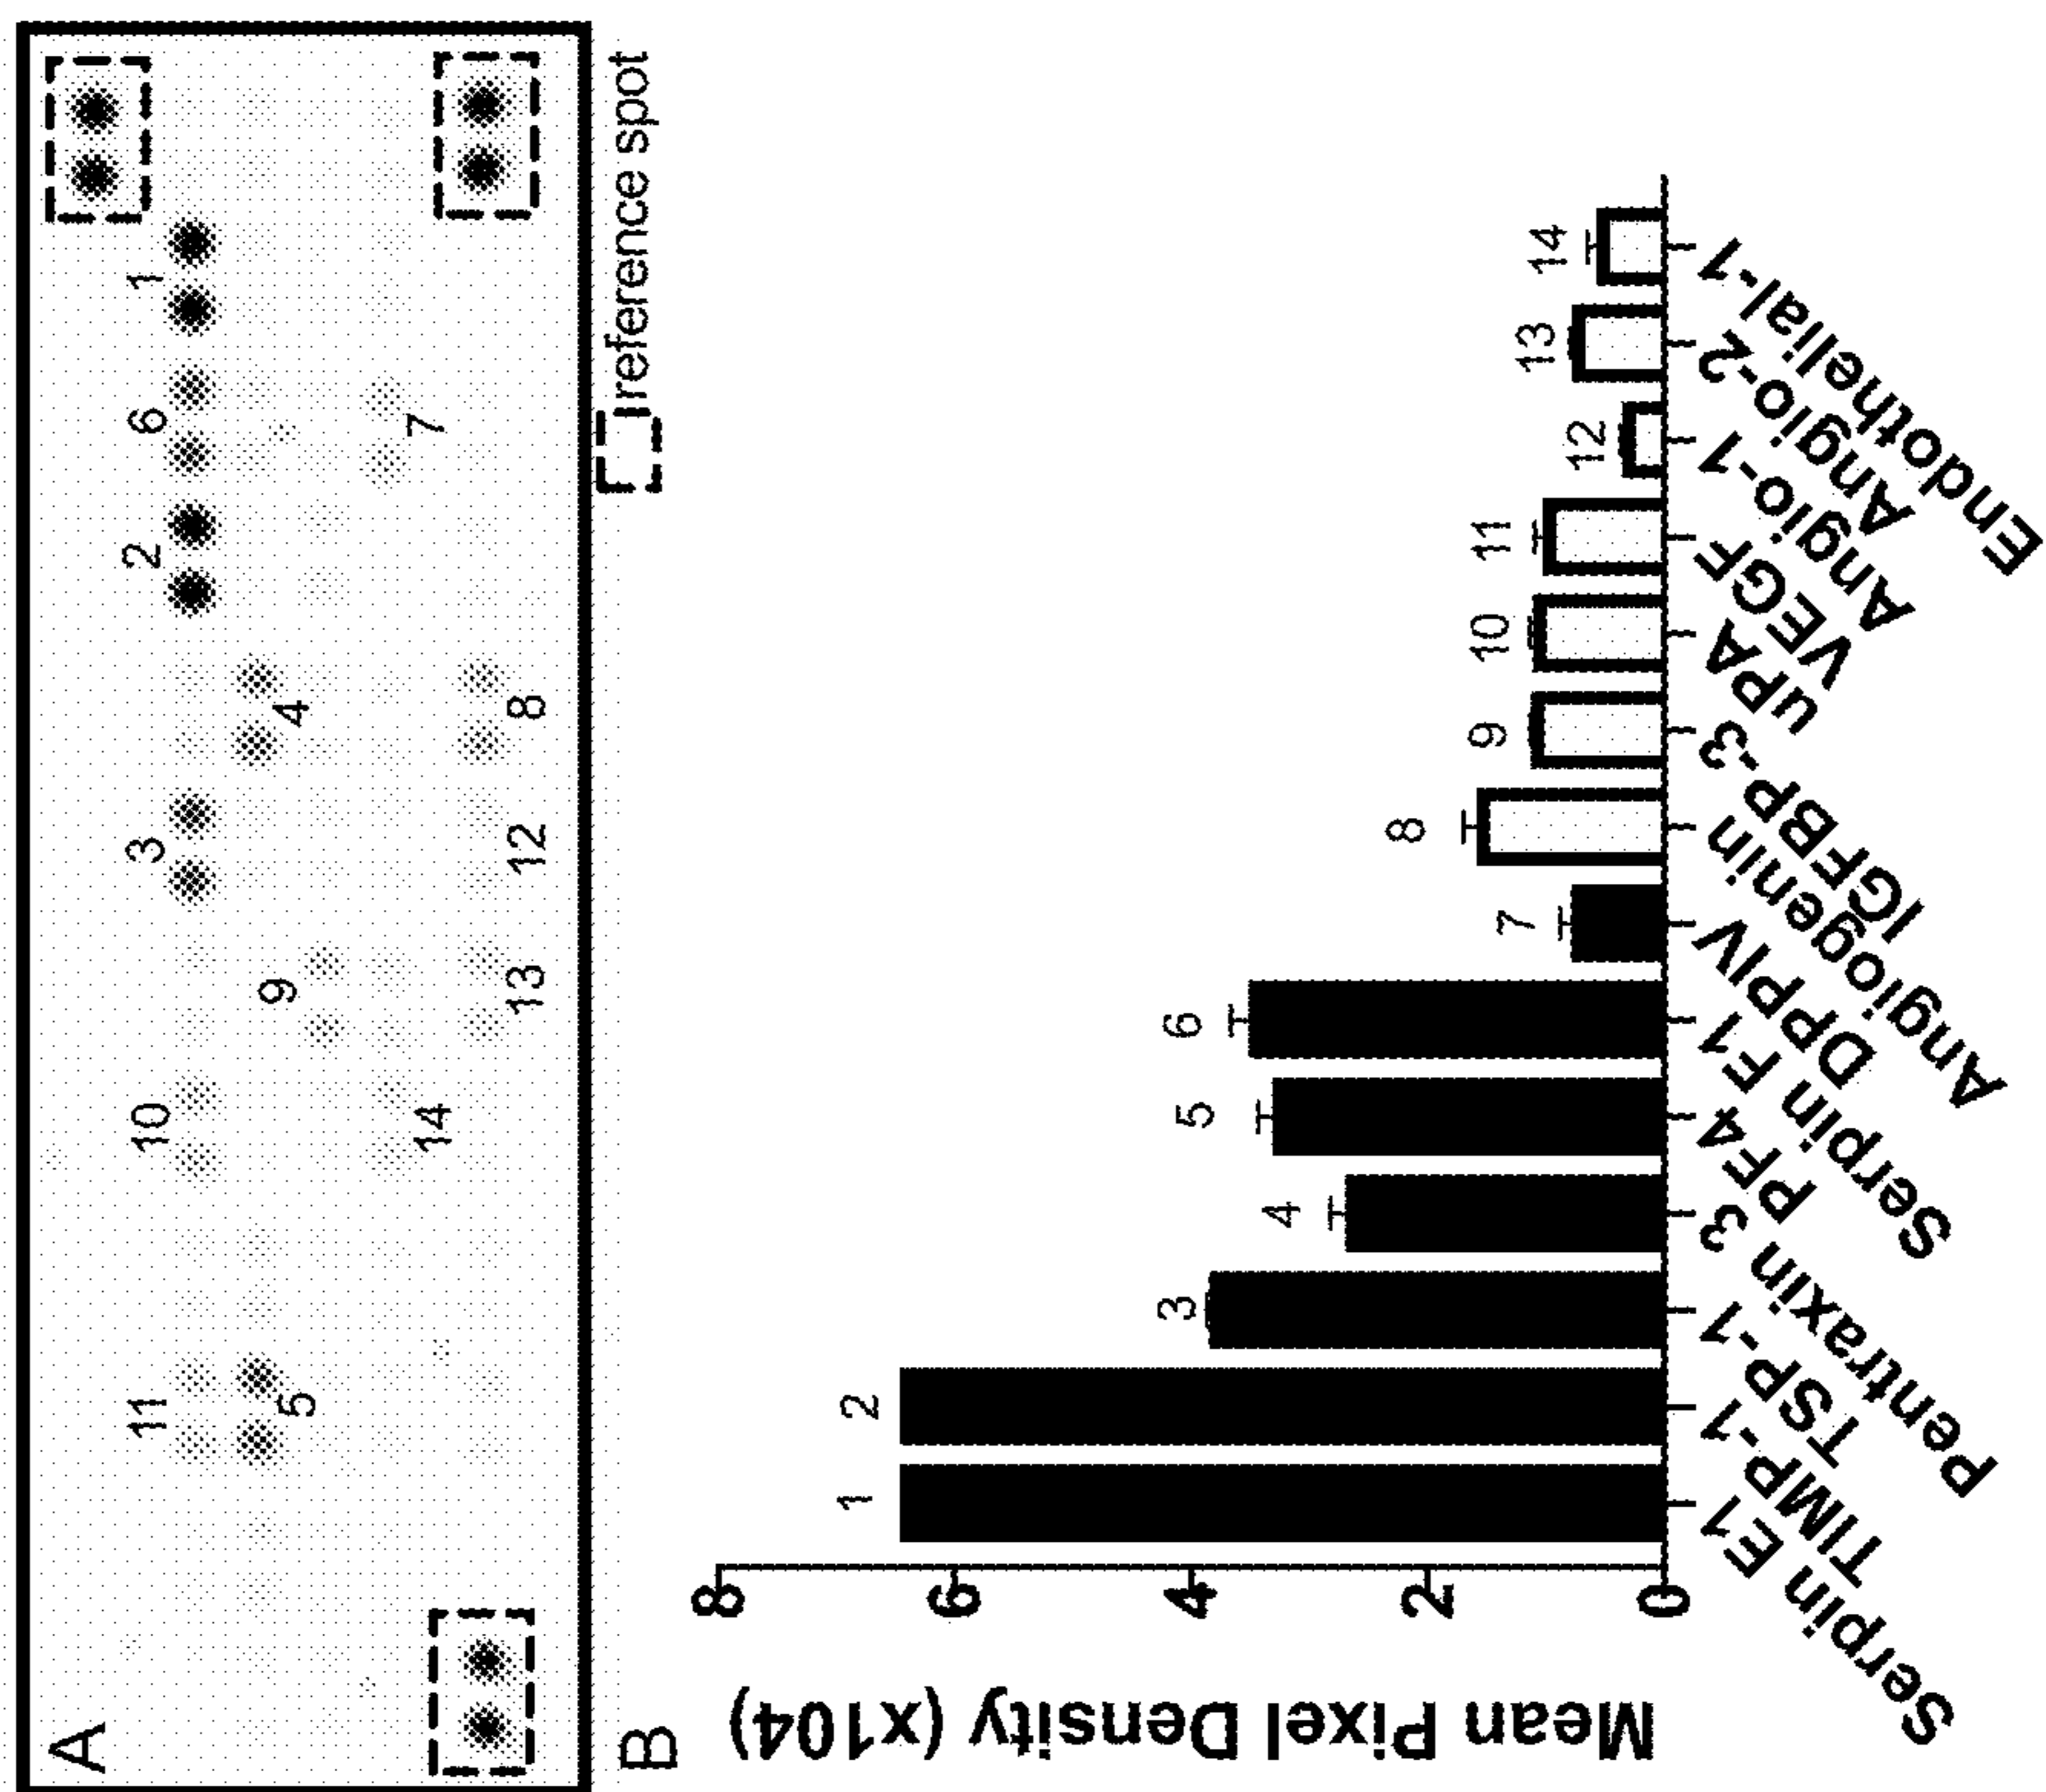 A
11 10 3 2 6 1
5 9 4
14 7
13 12 8
reference spot
B
Mean Pixel Density (x104)
8
6
4
2
0
1 2 3 4 5 6 7 8 9 10 11 12 13 14
Serpin E1
TIMP-1
TSP-1
Pentraxin 3
PF4
Serpin F1
DPPIV
Angiogenin
IGFBP-3
uPA
VEGF
Angio-1
Angio-2
Endothelial-1